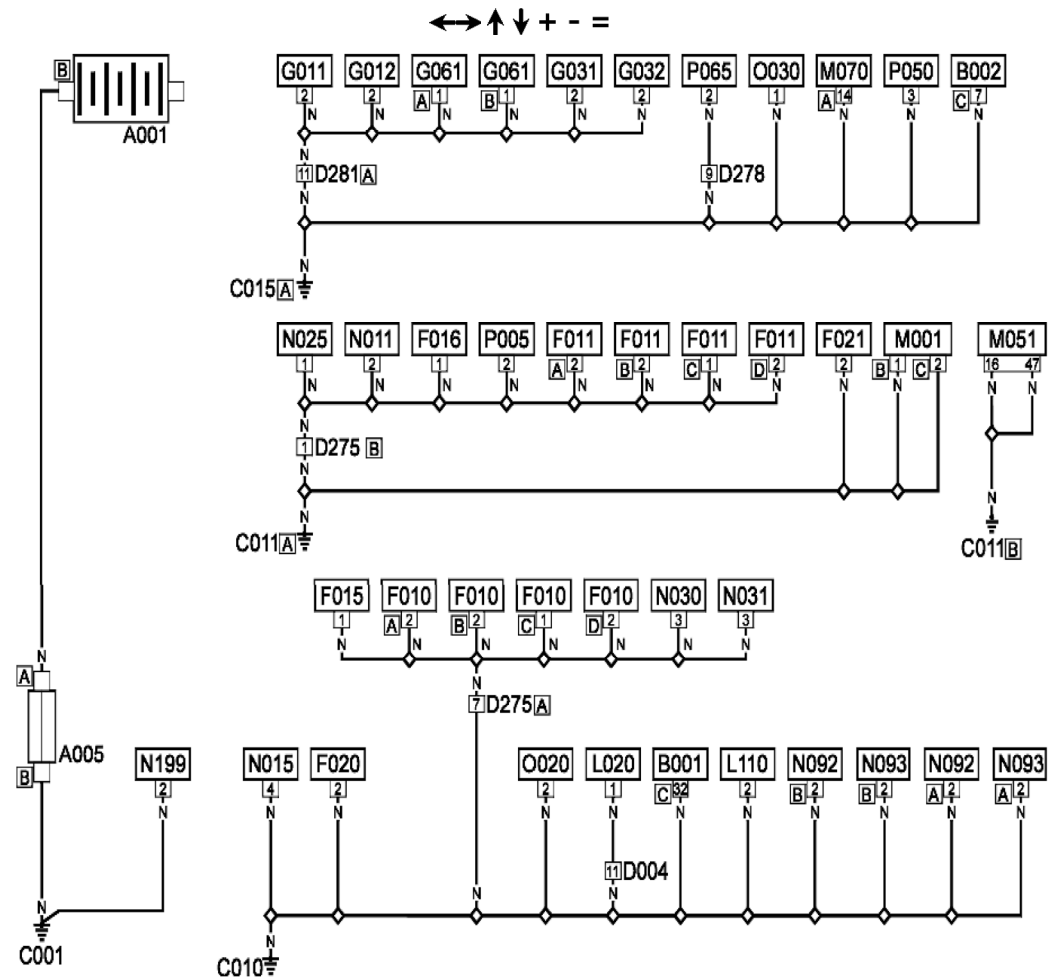 + - =
B
A001
G011 G012 G061 G061 G031 G032 P065 O030 M070 P050 B002
2 2 A 1 B 1 2 2 2 1 A 14 3 C 7
N N N N N N N N N N N
N
11 D281 A 9 D278
N N
N
C015 A
N025 N011 F016 P005 F011 F011 F011 F011 F021 M001 M051
1 2 1 2 A 2 B 2 C 1 D 2 2 B 1 C 2 16 47
N N N N N N N N N N N N
N
1 D275 B
N
N N
C011 A C011 B
F015 F010 F010 F010 F010 N030 N031
1 A 2 B 2 C 1 D 2 3 3
N N N N N N N
N N
A 7 D275 A
A005
B
N199 N015 F020 O020 L020 B001 L110 N092 N093 N092 N093
2 4 2 2 1 C 32 2 B 2 B 2 A 2 A 2
N N N N N N N N N N N
11 D004
N N N
N
C001 C010